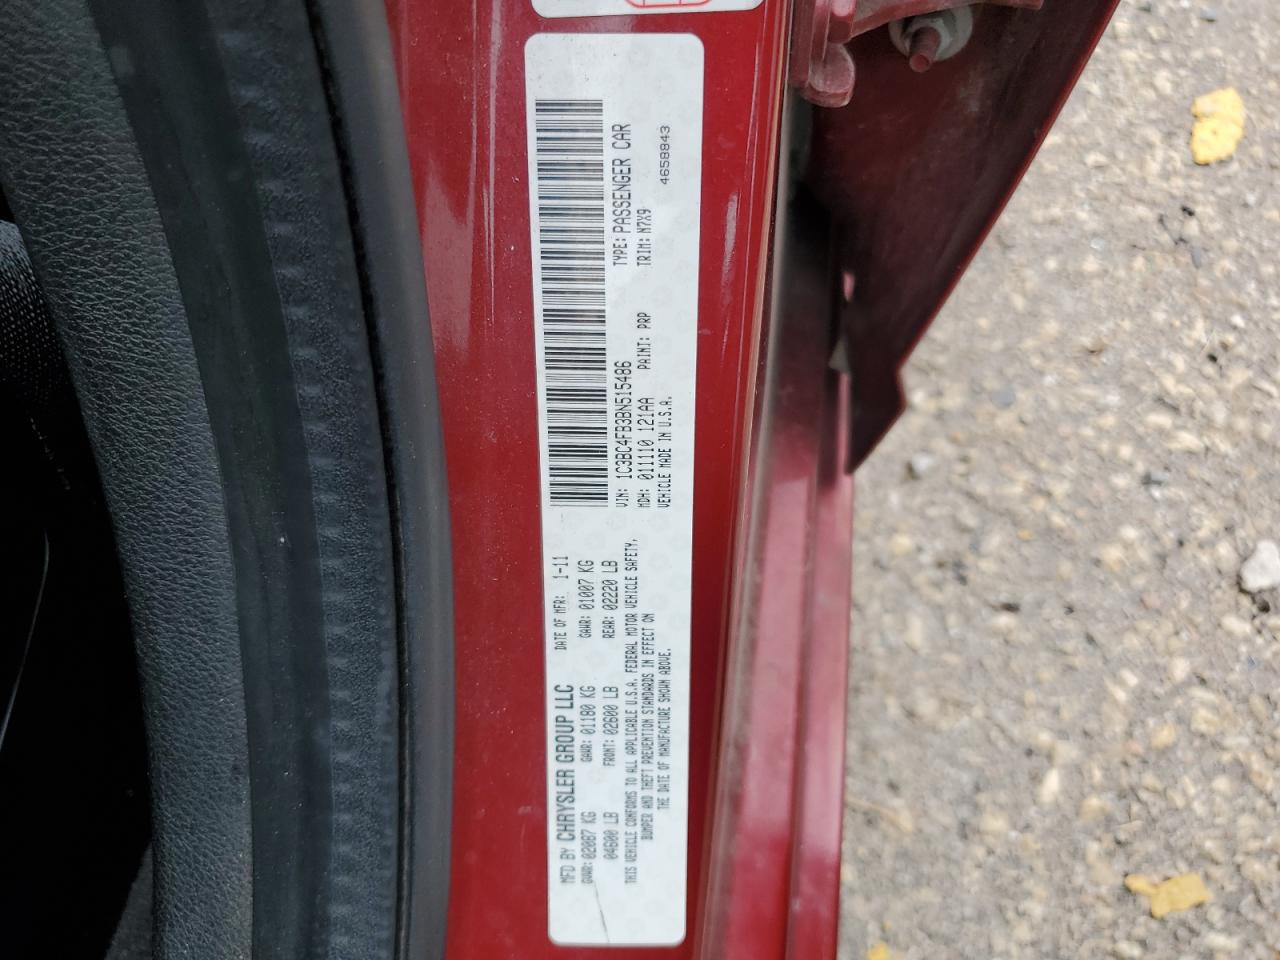 MFD BY CHRYSLER GROUP LLC DATE OF MFR: 1-11
GVWR: 02087 KG GAWR: 01180 KG GAWR: 01007 KG
04600 LB FRONT: 02600 LB REAR: 02220 LB
THIS VEHICLE CONFORMS TO ALL APPLICABLE U.S.A. FEDERAL MOTOR VEHICLE SAFETY,
BUMPER AND THEFT PREVENTION STANDARDS IN EFFECT ON
THE DATE OF MANUFACTURE SHOWN ABOVE.
VIN: 1C3BC4FB3BN515486 TYPE: PASSENGER CAR
MDH: 011110 121AA PAINT: PRP TRIM: N7X9
VEHICLE MADE IN U.S.A. 4658843